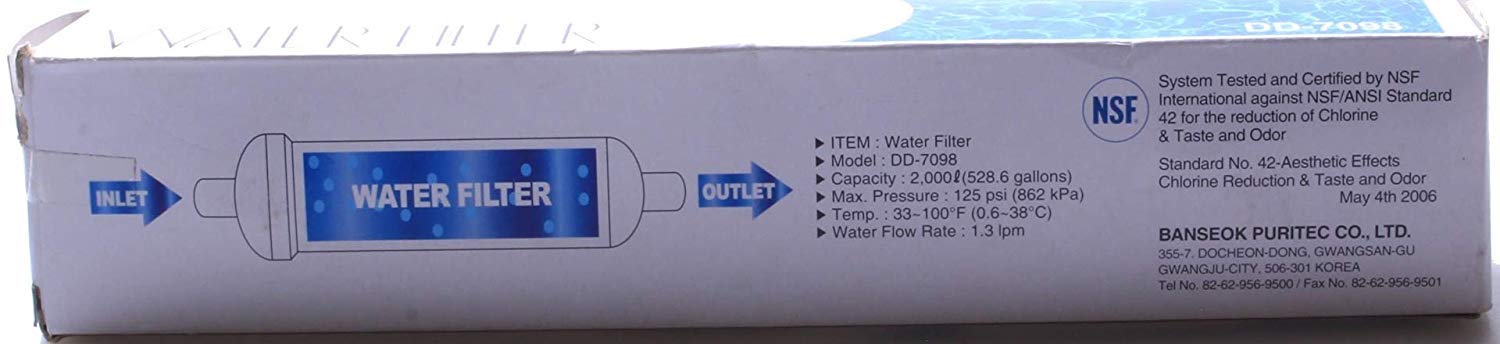 WATER FILTER
DD-7098
INLET
WATER FILTER
OUTLET
▶ ITEM : Water Filter
▶ Model : DD-7098
▶ Capacity : 2,000ℓ(528.6 gallons)
▶ Max. Pressure : 125 psi (862 kPa)
▶ Temp. : 33~100°F (0.6~38°C)
▶ Water Flow Rate : 1.3 lpm
NSF
System Tested and Certified by NSF
International against NSF/ANSI Standard
42 for the reduction of Chlorine
& Taste and Odor
Standard No. 42-Aesthetic Effects
Chlorine Reduction & Taste and Odor
May 4th 2006
BANSEOK PURITEC CO., LTD.
355-7. DOCHEON-DONG, GWANGSAN-GU
GWANGJU-CITY, 506-301 KOREA
Tel No. 82-62-956-9500 / Fax No. 82-62-956-9501